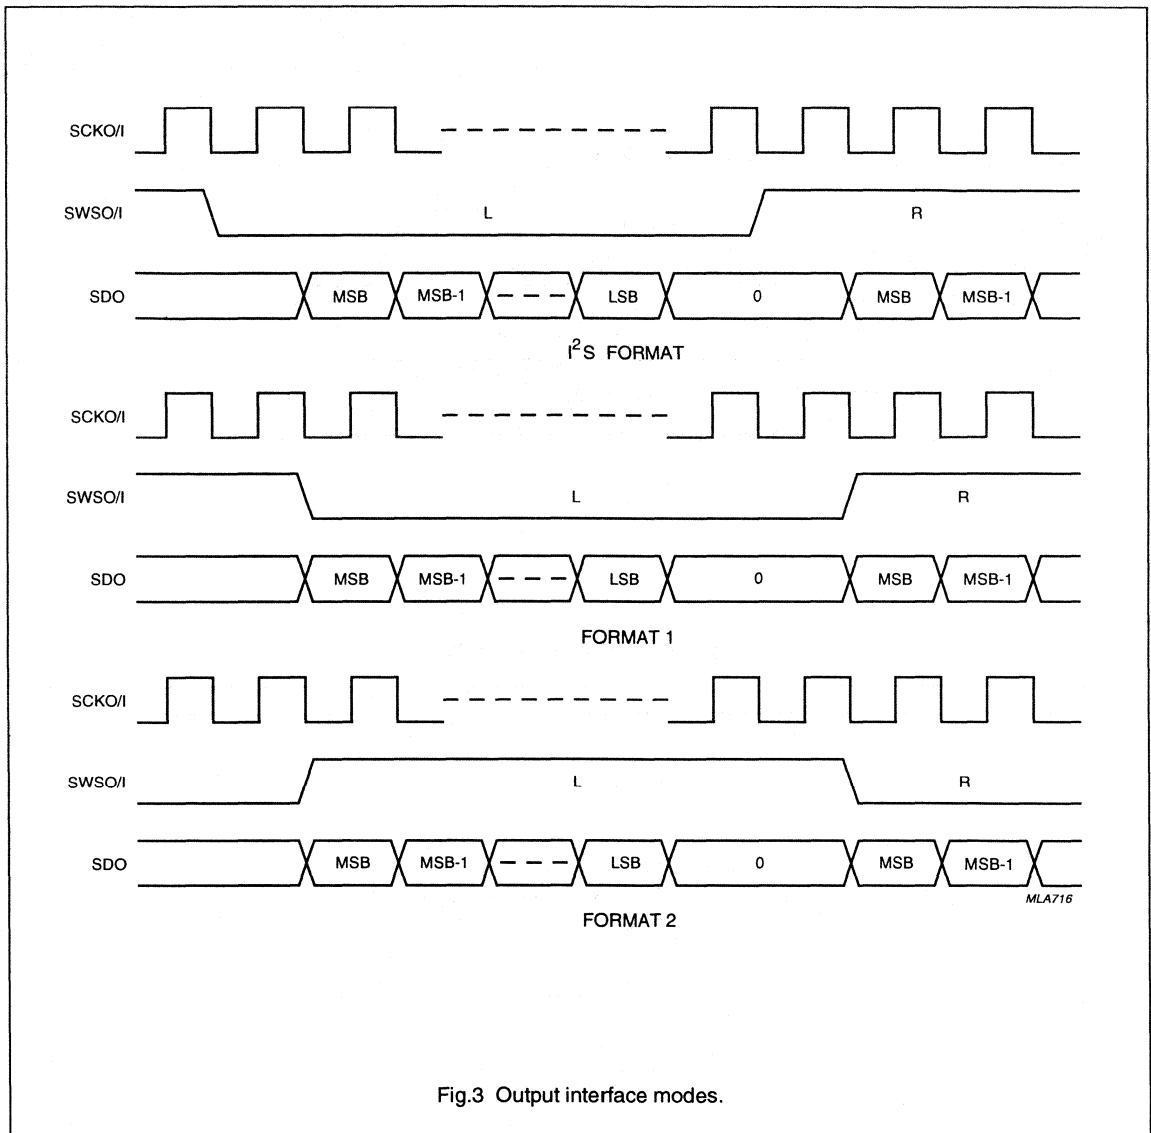 SCKO/I
SWSO/I L R
SDO MSB MSB-1 LSB 0 MSB MSB-1
I²S FORMAT
SCKO/I
SWSO/I L R
SDO MSB MSB-1 LSB 0 MSB MSB-1
FORMAT 1
SCKO/I
SWSO/I L R
SDO MSB MSB-1 LSB 0 MSB MSB-1
MLA716
FORMAT 2
Fig.3 Output interface modes.